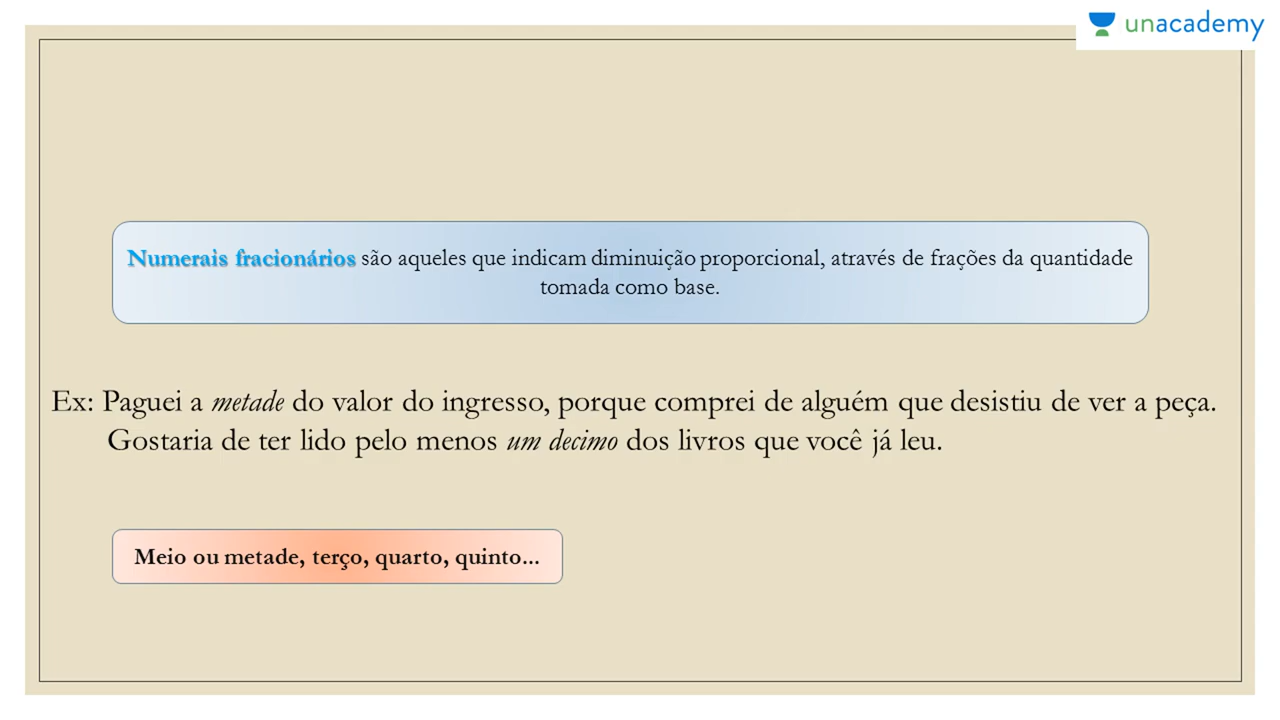 unacademy
Numerais fracionários são aqueles que indicam diminuição proporcional, através de frações da quantidade
tomada como base.
Ex: Paguei a metade do valor do ingresso, porque comprei de alguém que desistiu de ver a peça.
Gostaria de ter lido pelo menos um decimo dos livros que você já leu.
Meio ou metade, terço, quarto, quinto...